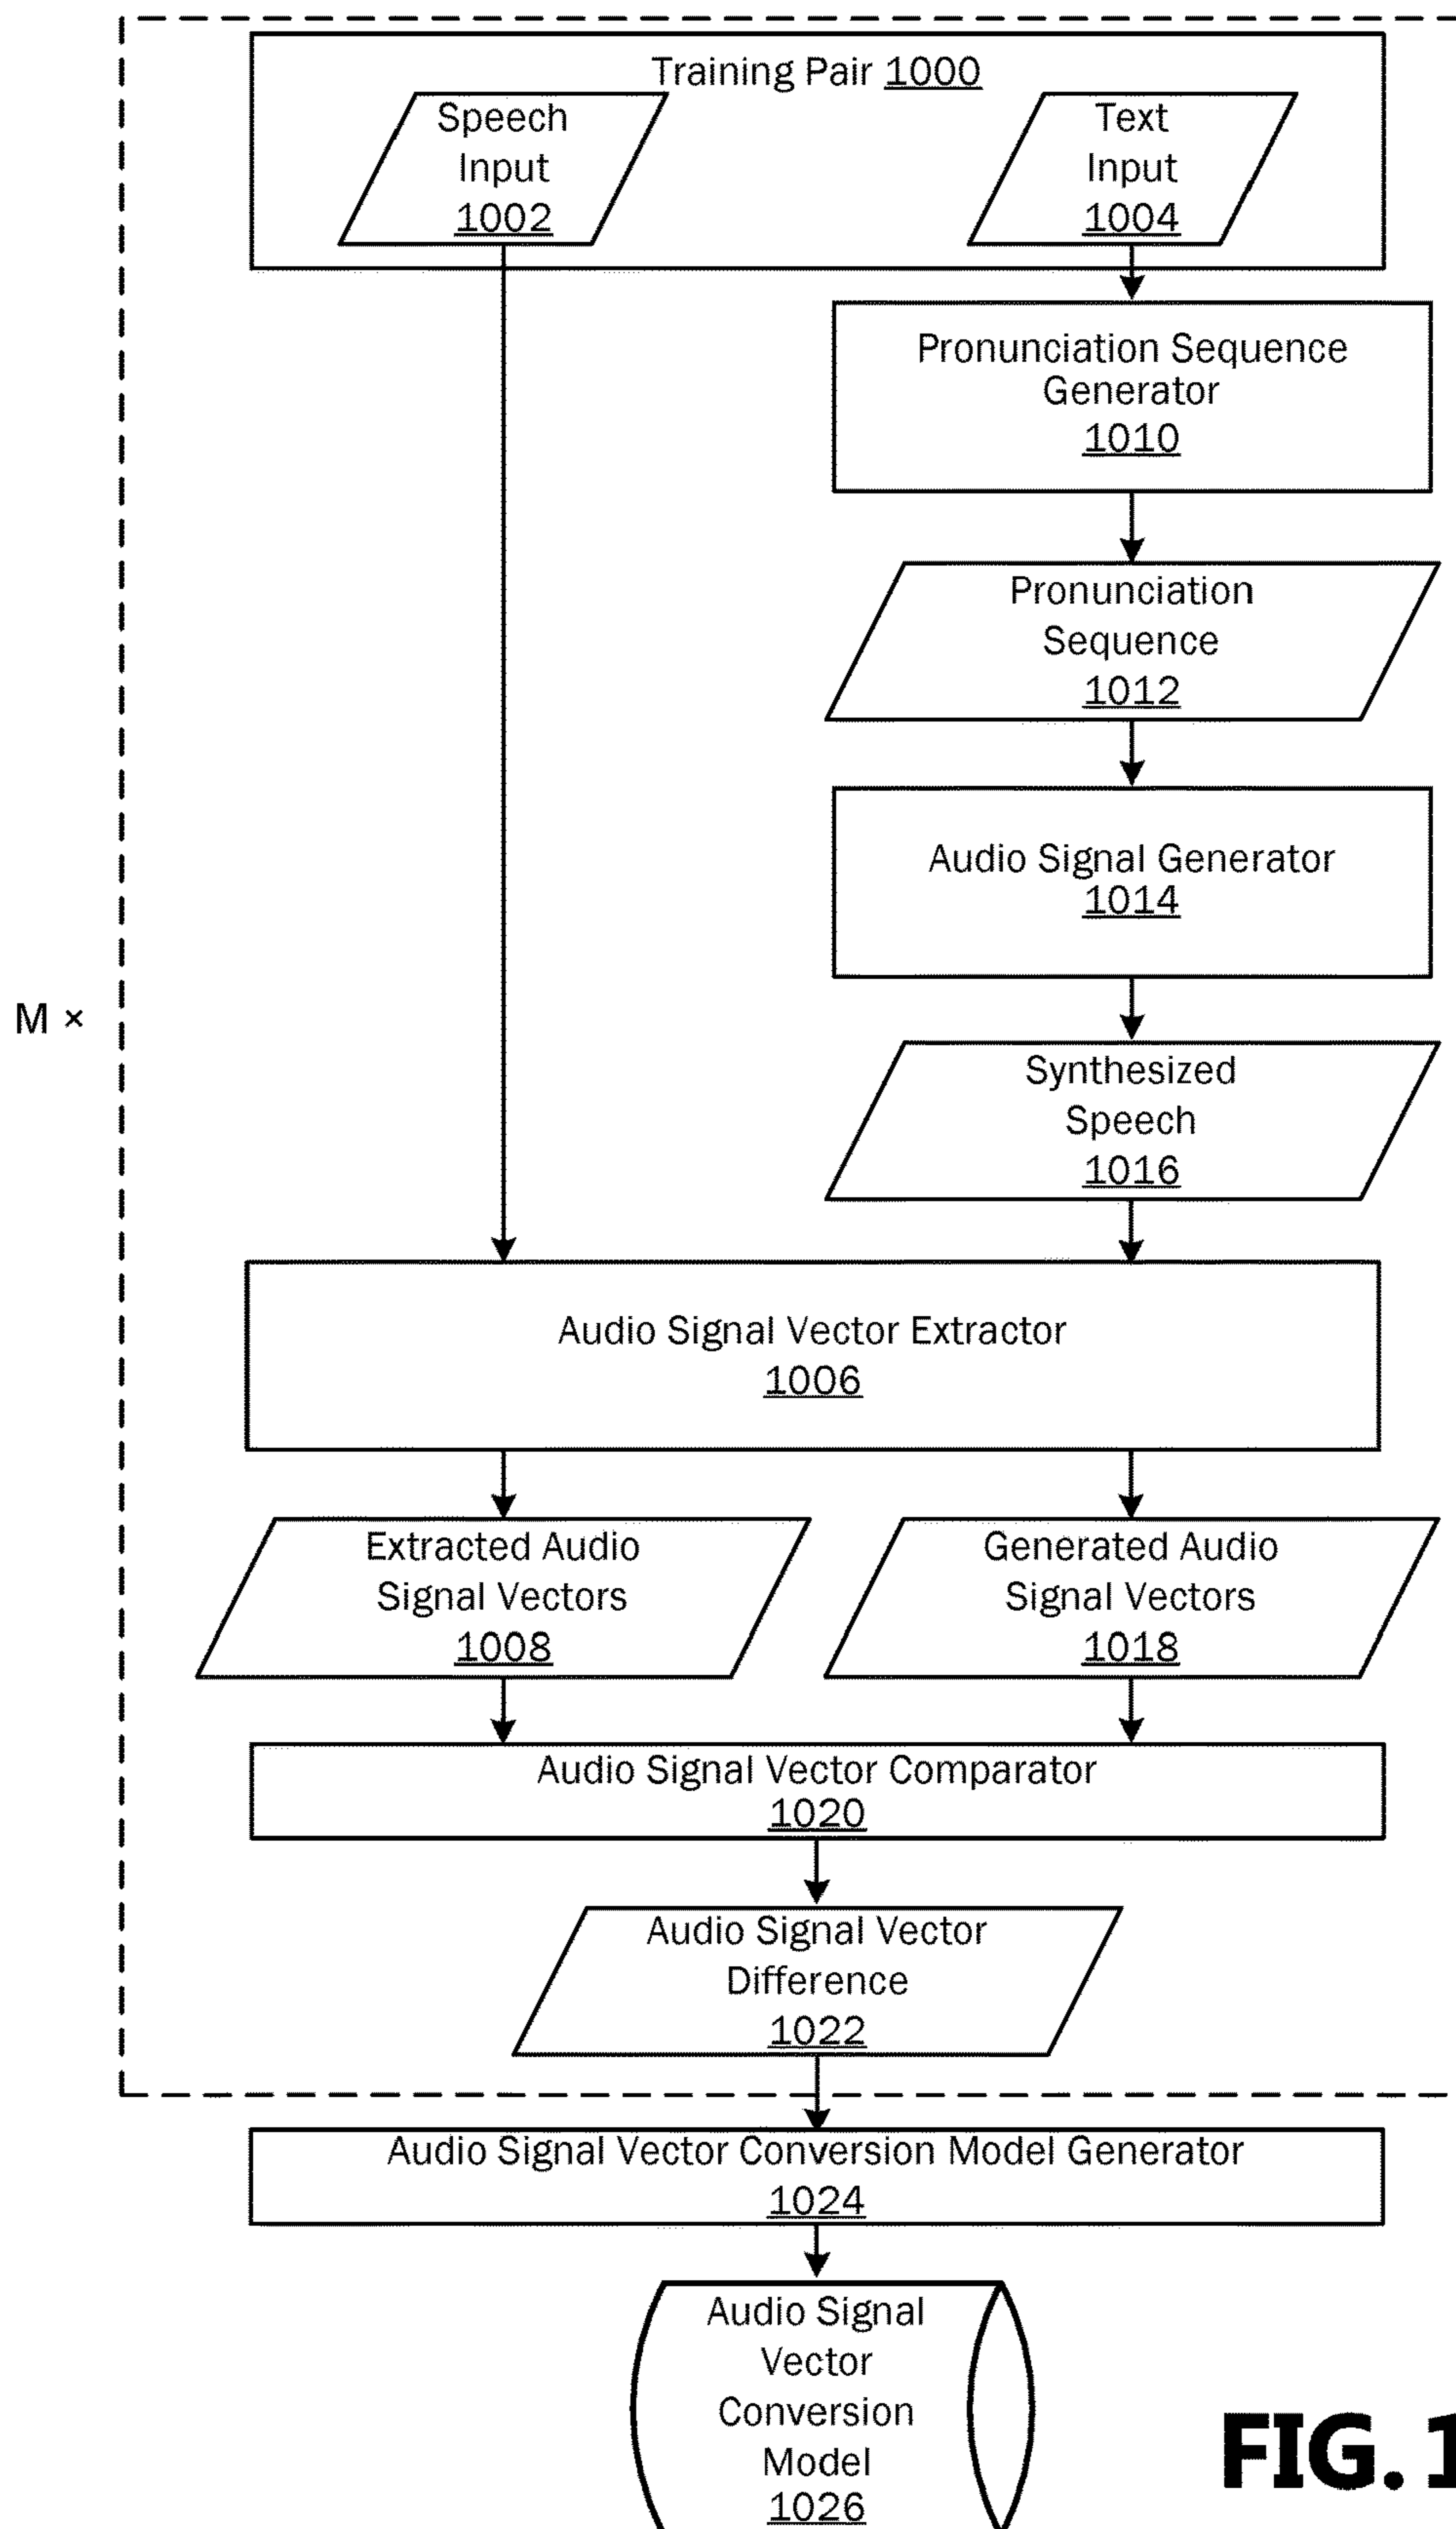 Training Pair 1000
Speech
Input
1002
Text
Input
1004
Pronunciation Sequence
Generator
1010
Pronunciation
Sequence
1012
Audio Signal Generator
1014
M ×
Synthesized
Speech
1016
Audio Signal Vector Extractor
1006
Extracted Audio
Signal Vectors
1008
Generated Audio
Signal Vectors
1018
Audio Signal Vector Comparator
1020
Audio Signal Vector
Difference
1022
Audio Signal Vector Conversion Model Generator
1024
Audio Signal
Vector
Conversion
Model
1026
FIG. 1